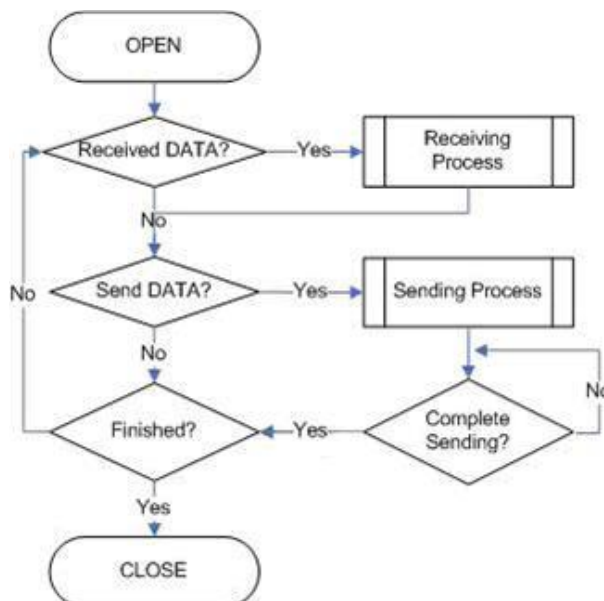 OPEN
Received DATA?
Yes
Receiving
Process
No
Send DATA?
Yes
Sending Process
No
No
Finished?
Yes
Complete
Sending?
No
Yes
CLOSE